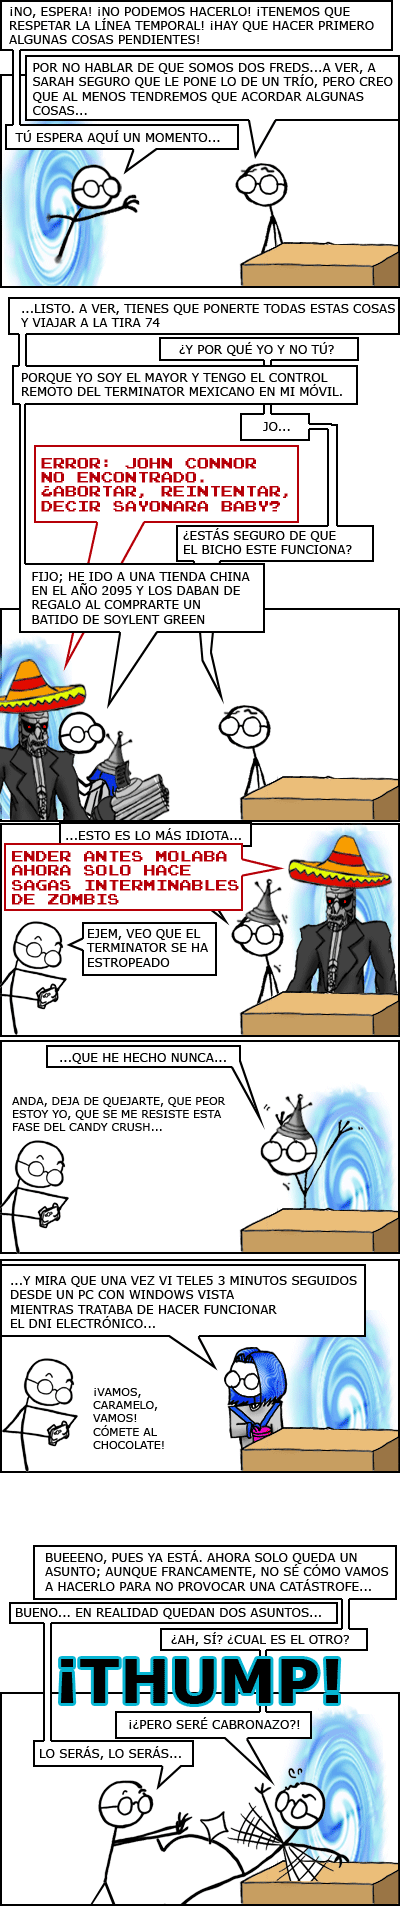 ¡NO, ESPERA! ¡NO PODEMOS HACERLO! ¡TENEMOS QUE
RESPETAR LA LÍNEA TEMPORAL! ¡HAY QUE HACER PRIMERO
ALGUNAS COSAS PENDIENTES!
POR NO HABLAR DE QUE SOMOS DOS FREDS...A VER, A
SARAH SEGURO QUE LE PONE LO DE UN TRÍO, PERO CREO
QUE AL MENOS TENDREMOS QUE ACORDAR ALGUNAS
COSAS...
TÚ ESPERA AQUÍ UN MOMENTO...
...LISTO. A VER, TIENES QUE PONERTE TODAS ESTAS COSAS
Y VIAJAR A LA TIRA 74
¿Y POR QUÉ YO Y NO TÚ?
PORQUE YO SOY EL MAYOR Y TENGO EL CONTROL
REMOTO DEL TERMINATOR MEXICANO EN MI MÓVIL.
JO...
ERROR: JOHN CONNOR
NO ENCONTRADO.
¿ABORTAR, REINTENTAR,
DECIR SAYONARA BABY?
¿ESTÁS SEGURO DE QUE
EL BICHO ESTE FUNCIONA?
FIJO; HE IDO A UNA TIENDA CHINA
EN EL AÑO 2095 Y LOS DABAN DE
REGALO AL COMPRARTE UN
BATIDO DE SOYLENT GREEN
...ESTO ES LO MÁS IDIOTA...
ENDER ANTES MOLABA
AHORA SOLO HACE
SAGAS INTERMINABLES
DE ZOMBIS
EJEM, VEO QUE EL
TERMINATOR SE HA
ESTROPEADO
...QUE HE HECHO NUNCA...
ANDA, DEJA DE QUEJARTE, QUE PEOR
ESTOY YO, QUE SE ME RESISTE ESTA
FASE DEL CANDY CRUSH...
...Y MIRA QUE UNA VEZ VI TELE5 3 MINUTOS SEGUIDOS
DESDE UN PC CON WINDOWS VISTA
MIENTRAS TRATABA DE HACER FUNCIONAR
EL DNI ELECTRÓNICO...
¡VAMOS,
CARAMELO,
VAMOS!
CÓMETE AL
CHOCOLATE!
BUEEENO, PUES YA ESTÁ. AHORA SOLO QUEDA UN
ASUNTO; AUNQUE FRANCAMENTE, NO SÉ CÓMO VAMOS
A HACERLO PARA NO PROVOCAR UNA CATÁSTROFE...
BUENO... EN REALIDAD QUEDAN DOS ASUNTOS...
¿AH, SÍ? ¿CUAL ES EL OTRO?
¡THUMP!
¡¿PERO SERÉ CABRONAZO?!
LO SERÁS, LO SERÁS...